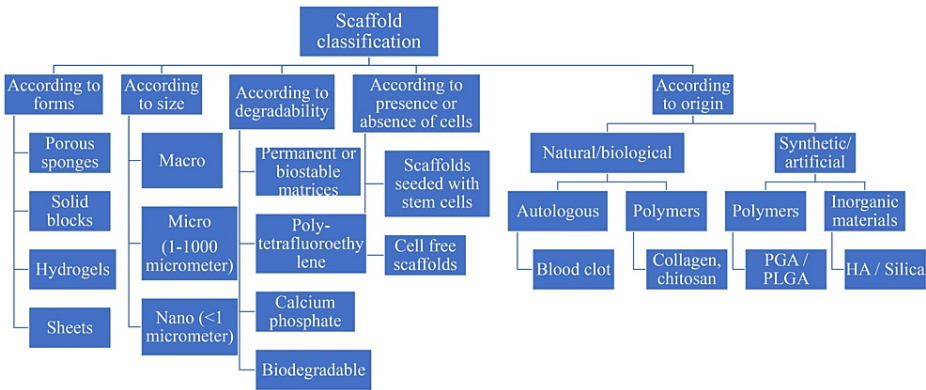 Scaffold
classification
According to
forms
Porous
sponges
Solid
blocks
Hydrogels
Sheets
According
to size
Macro
Micro
(1-1000
micrometer)
Nano (<1
micrometer)
According to
degradability
Permanent or
biostable
matrices
Poly-
tetrafluoroethy
lene
Calcium
phosphate
Biodegradable
According to
presence or
absence of cells
Scaffolds
seeded with
stem cells
Cell free
scaffolds
According
to origin
Natural/biological
Autologous
Blood clot
Polymers
Collagen,
chitosan
Synthetic/
artificial
Polymers
PGA /
PLGA
Inorganic
materials
HA / Silica